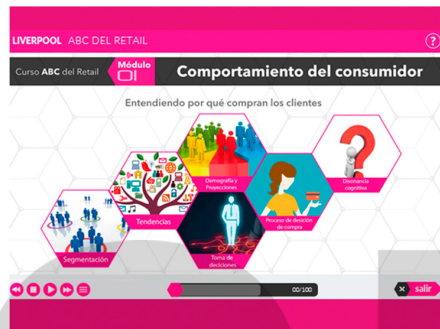 LIVERPOOL ABC DEL RETAIL
?
Curso ABC del Retail
Módulo
01
Comportamiento del consumidor
Entendiendo por qué compran los clientes
Demografía y
Proyecciones
Disonancia
cognitiva
Tendencias
Proceso de decisión
de compra
Segmentación
Toma de
decisiones
00/100
salir